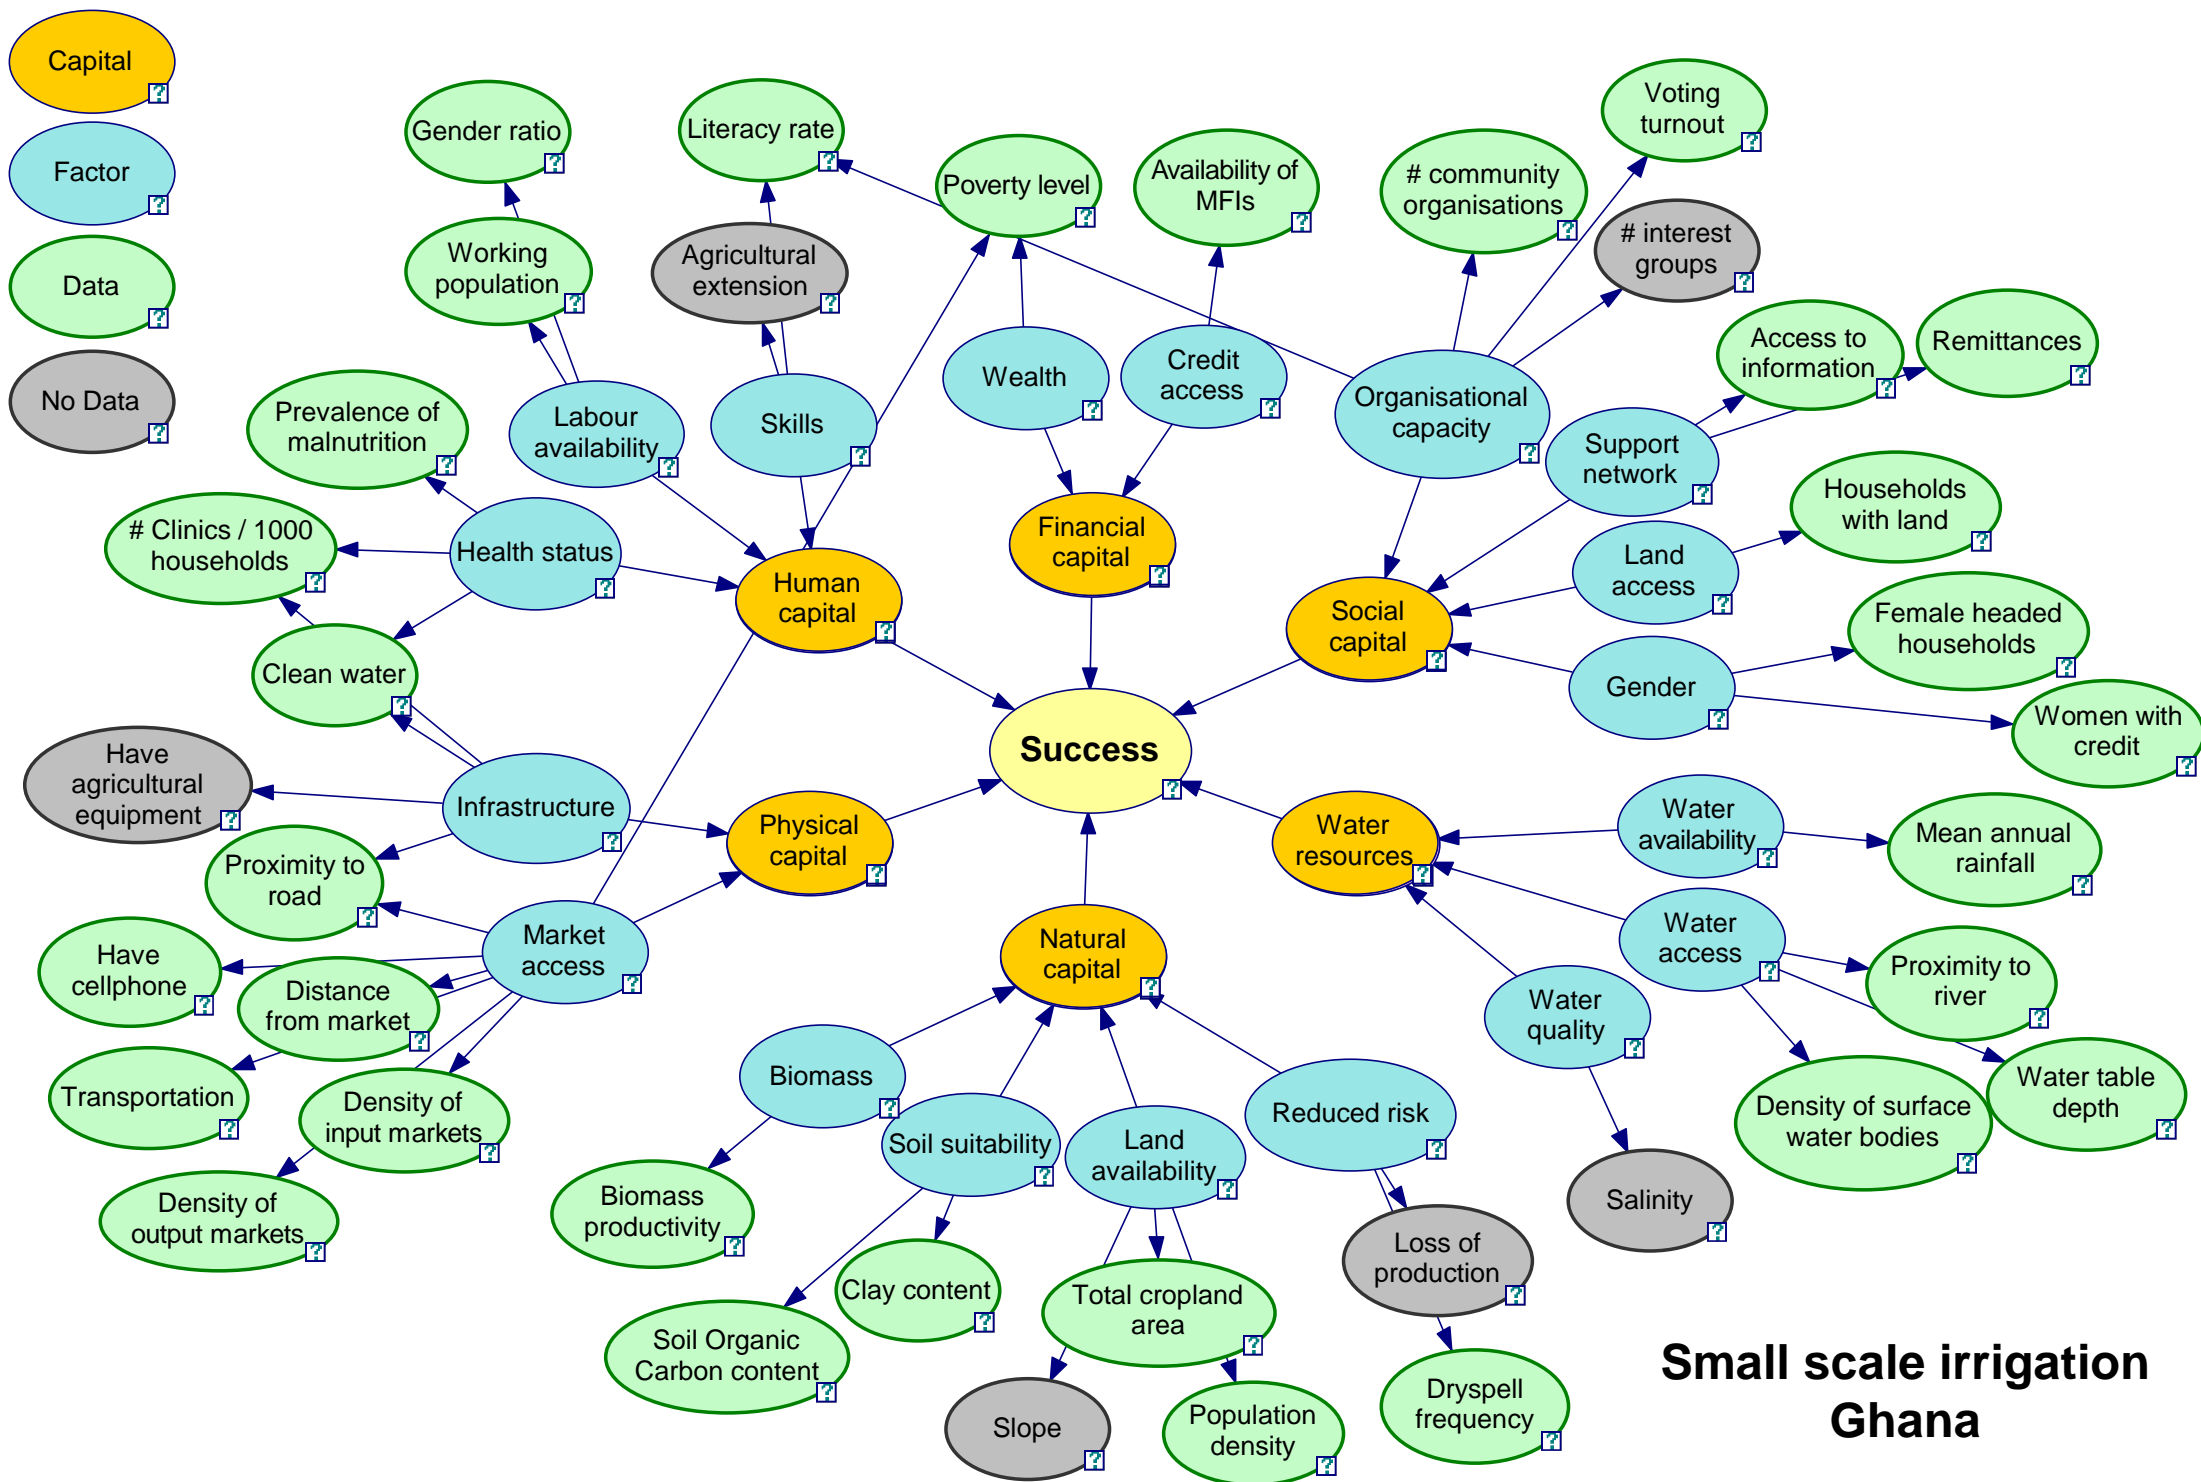 Capital
?
Factor
?
Data
?
No Data
?
Gender ratio
?
Literacy rate
?
Poverty level
?
Availability of
MFIs
?
# community
organisations
?
Voting
turnout
?
# interest
groups
?
Working
population
?
Agricultural
extension
?
Access to
information
?
Remittances
?
Wealth
?
Credit
access
?
Organisational
capacity
?
Support
network
?
Prevalence of
malnutrition
?
Labour
availability
?
Skills
?
Households
with land
?
# Clinics / 1000
households
?
Health status
?
Human
capital
?
Financial
capital
?
Social
capital
?
Land
access
?
Female headed
households
?
Clean water
?
Gender
?
Women with
credit
?
Success
?
Have
agricultural
equipment
?
Infrastructure
?
Physical
capital
?
Water
resources
?
Water
availability
?
Mean annual
rainfall
?
Proximity to
road
?
Market
access
?
Natural
capital
?
Water
access
?
Proximity to
river
?
Have
cellphone
?
Distance
from market
?
Water
quality
?
Transportation
?
Density of
input markets
?
Biomass
?
Soil suitability
?
Land
availability
?
Reduced risk
?
Density of surface
water bodies
?
Water table
depth
?
Density of
output markets
?
Biomass
productivity
?
Salinity
?
Clay content
?
Total cropland
area
?
Loss of
production
?
Soil Organic
Carbon content
?
Slope
?
Population
density
?
Dryspell
frequency
?
Small scale irrigation
Ghana